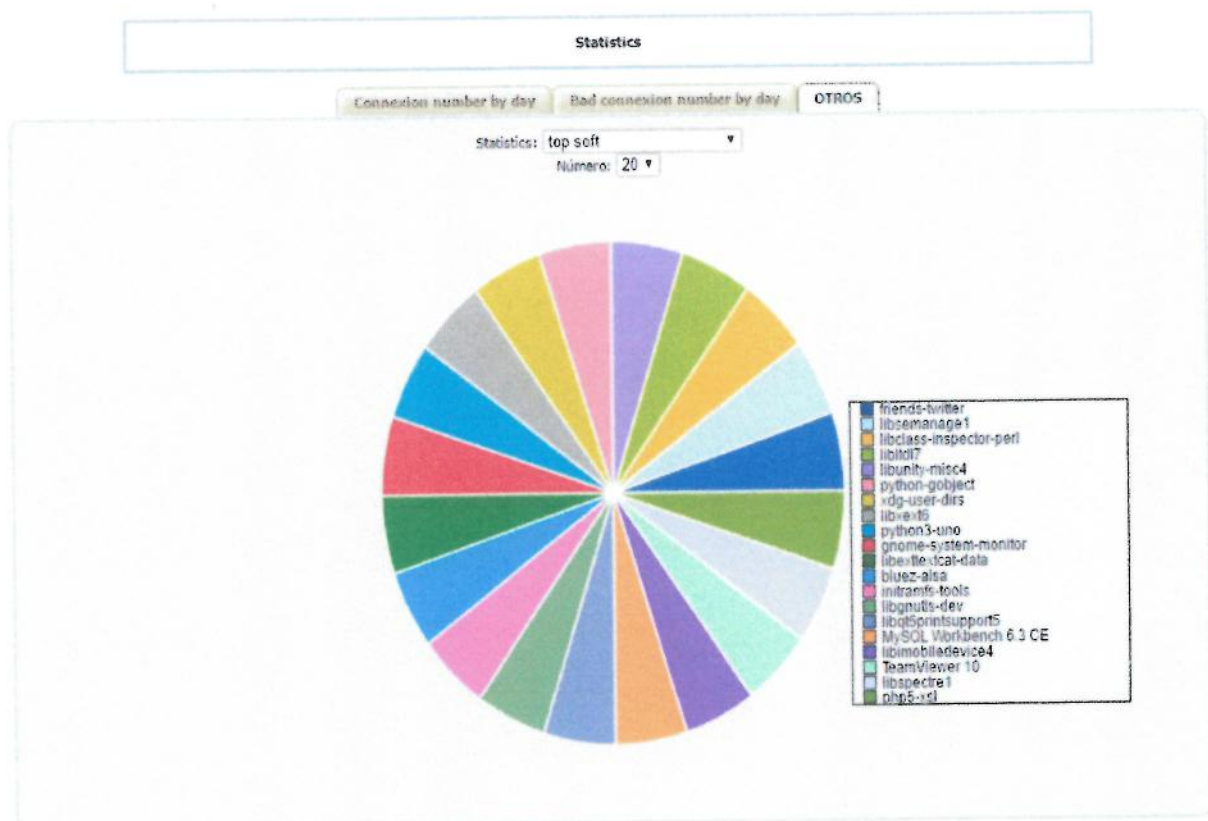 Statistics
Connexion number by day Bad connexion number by day OTROS
Statistics: top soft
Número: 20
friends-twitter
libsemanage1
libclass-inspector-perl
libltdl7
libunity-misc4
python-gobject
xdg-user-dirs
libxext6
python3-uno
gnome-system-monitor
libexttextcat-data
bluez-alsa
initramfs-tools
libgnutls-dev
libqt5printsupport5
MySQL Workbench 6.3 CE
libimobiledevice4
TeamViewer 10
libspectre1
php5-xsl